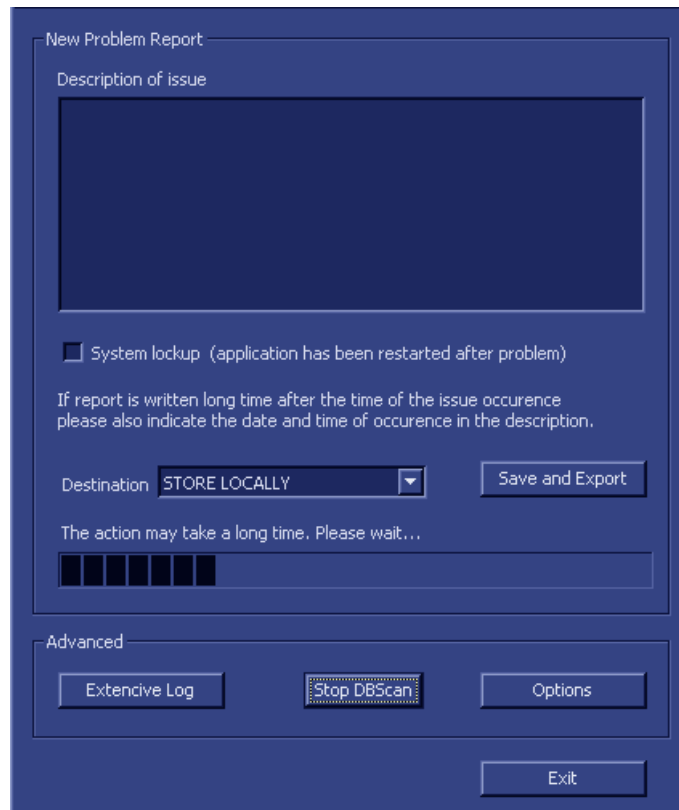 New Problem Report
Description of issue
System lockup (application has been restarted after problem)
If report is written long time after the time of the issue occurence
please also indicate the date and time of occurence in the description.
Destination STORE LOCALLY Save and Export
The action may take a long time. Please wait...
Advanced
Extencive Log Stop DBScan Options
Exit